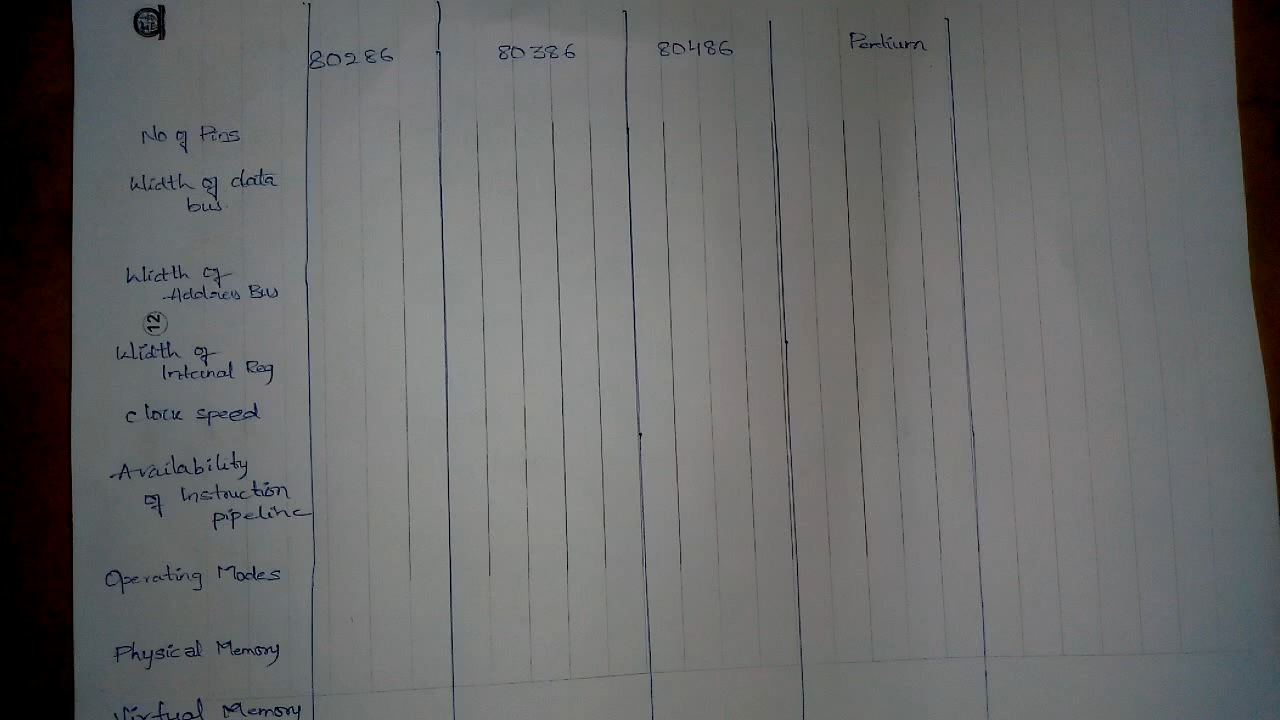 80286 80386 80486 Pentium
No of Pins
Width of data
bus.
Width of
Address Bus
12
Width of
Internal Reg
clock speed
Availability
of Instruction
pipeline
Operating Modes
Physical Memory
Virtual Memory